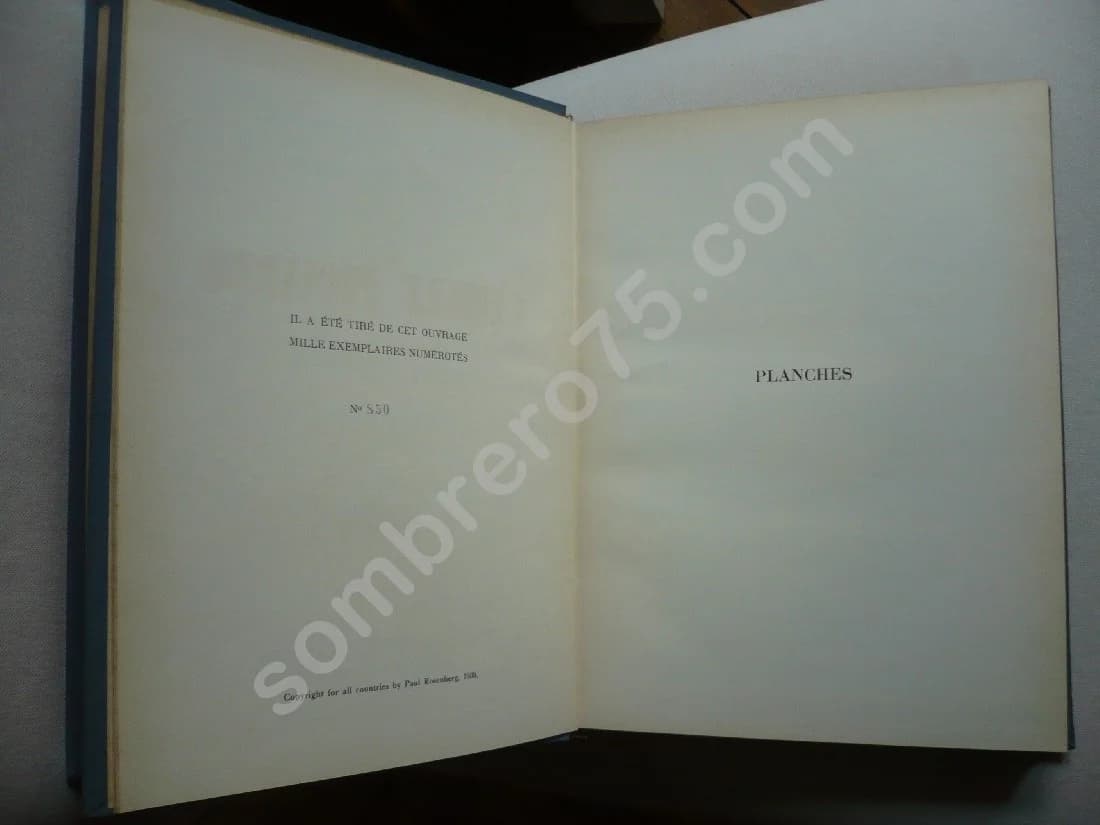 IL A ÉTÉ TIRÉ DE CET OUVRAGE
MILLE EXEMPLAIRES NUMÉROTÉS
No 850
Copyright for all countries by Paul Rosenberg, 1939.
PLANCHES
sombrero75.com